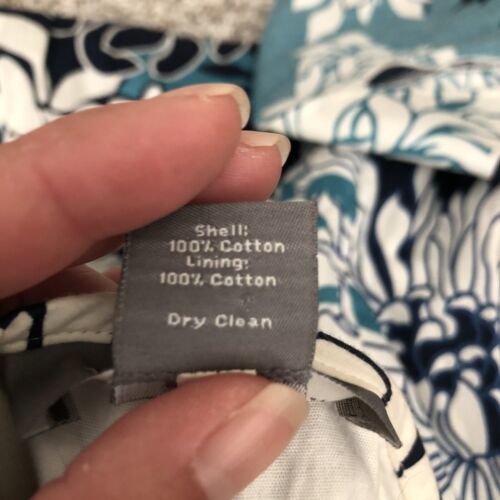 Shell:
100% Cotton
Lining:
100% Cotton
Dry Clean